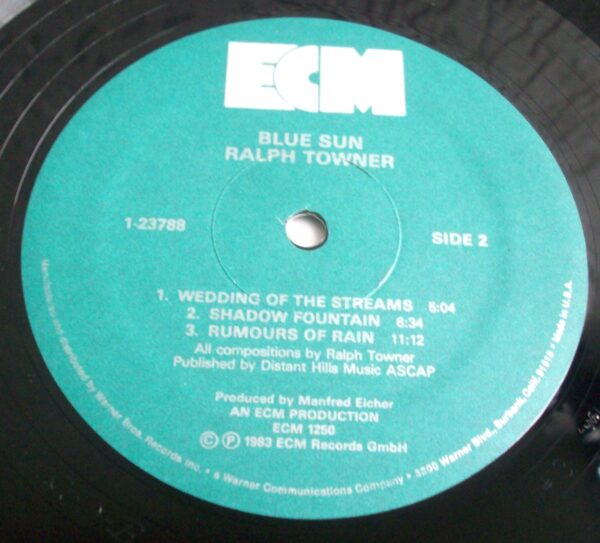 ECM
BLUE SUN
RALPH TOWNER
1-23788
SIDE 2
1. WEDDING OF THE STREAMS 5:04
2. SHADOW FOUNTAIN 6:34
3. RUMOURS OF RAIN 11:12
All compositions by Ralph Towner
Published by Distant Hills Music ASCAP
Produced by Manfred Eicher
AN ECM PRODUCTION
ECM 1250
© ℗ 1983 ECM Records GmbH
Manufactured and distributed by Warner Bros. Records Inc. • a Warner Communications Company • 3300 Warner Blvd., Burbank, Calif. 91510 • Made in U.S.A.